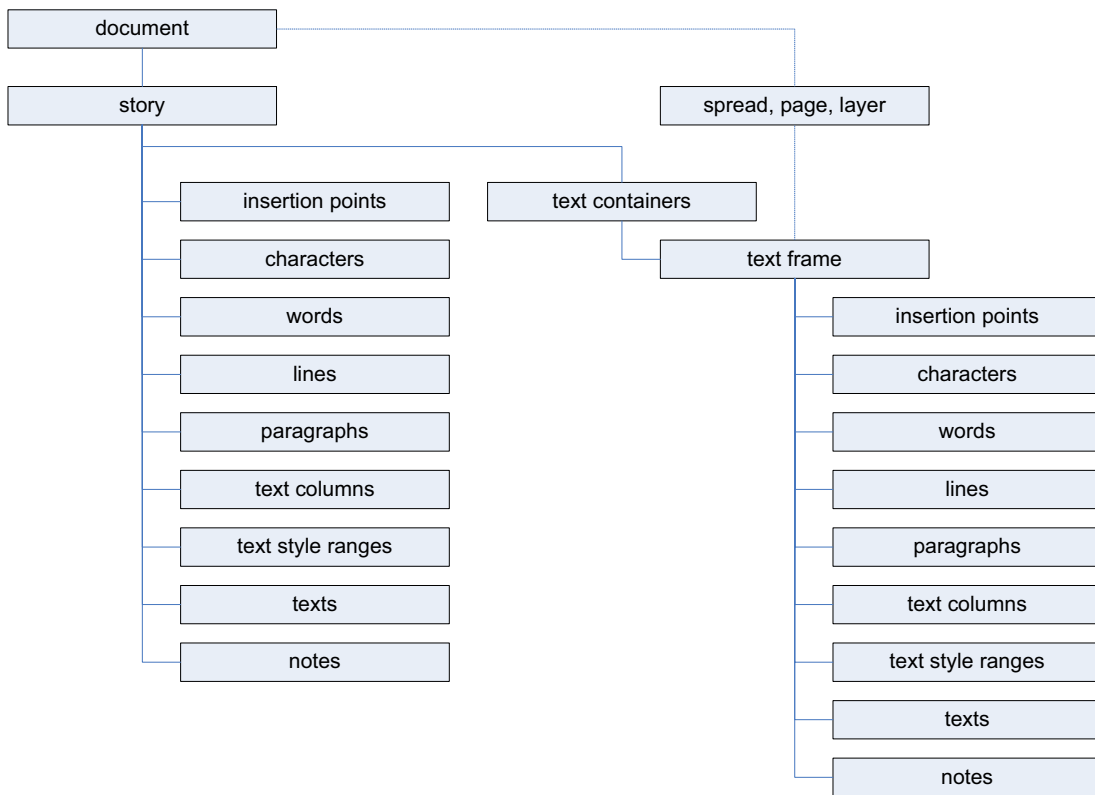 document
story
spread, page, layer
insertion points
text containers
characters
text frame
words
insertion points
lines
characters
paragraphs
words
text columns
lines
text style ranges
paragraphs
texts
text columns
notes
text style ranges
texts
notes